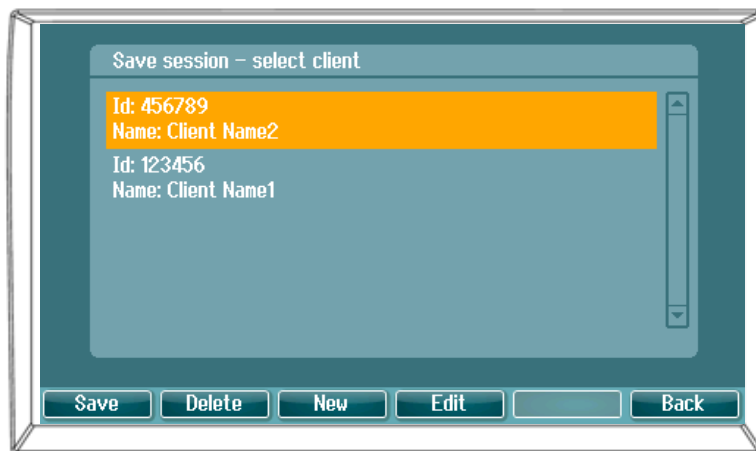 Save session – select client
Id: 456789
Name: Client Name2
Id: 123456
Name: Client Name1
Save Delete New Edit Back